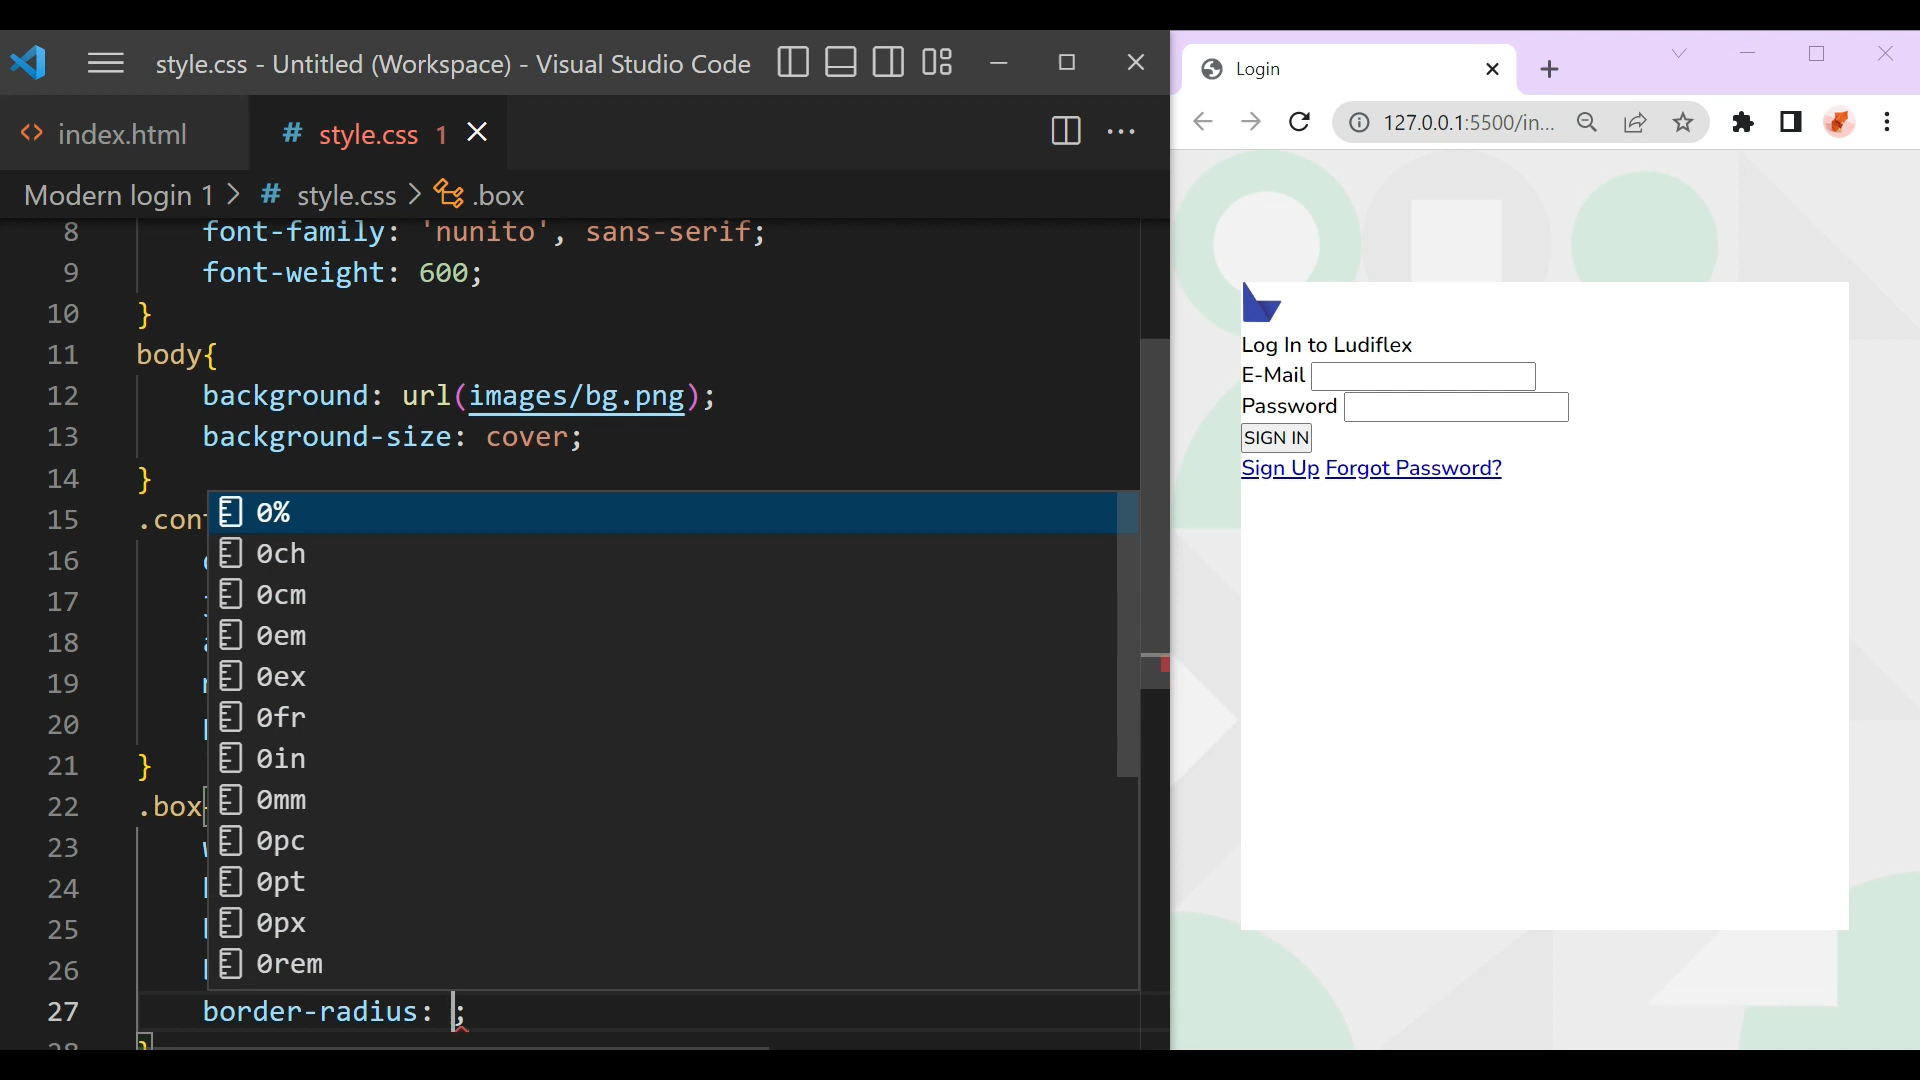 style.css - Untitled (Workspace) - Visual Studio Code
index.html
# style.css 1
Modern login 1 > # style.css > .box
8 font-family: 'nunito', sans-serif;
9 font-weight: 600;
10 }
11 body{
12 background: url(images/bg.png);
13 background-size: cover;
14 }
15 .con
16
17
18
19
20
21 }
22 .box
23
24
25
26
27 border-radius: ;
28 }
0%
0ch
0cm
0em
0ex
0fr
0in
0mm
0pc
0pt
0px
0rem
Login
127.0.0.1:5500/in...
Log In to Ludiflex
E-Mail
Password
SIGN IN
Sign Up Forgot Password?